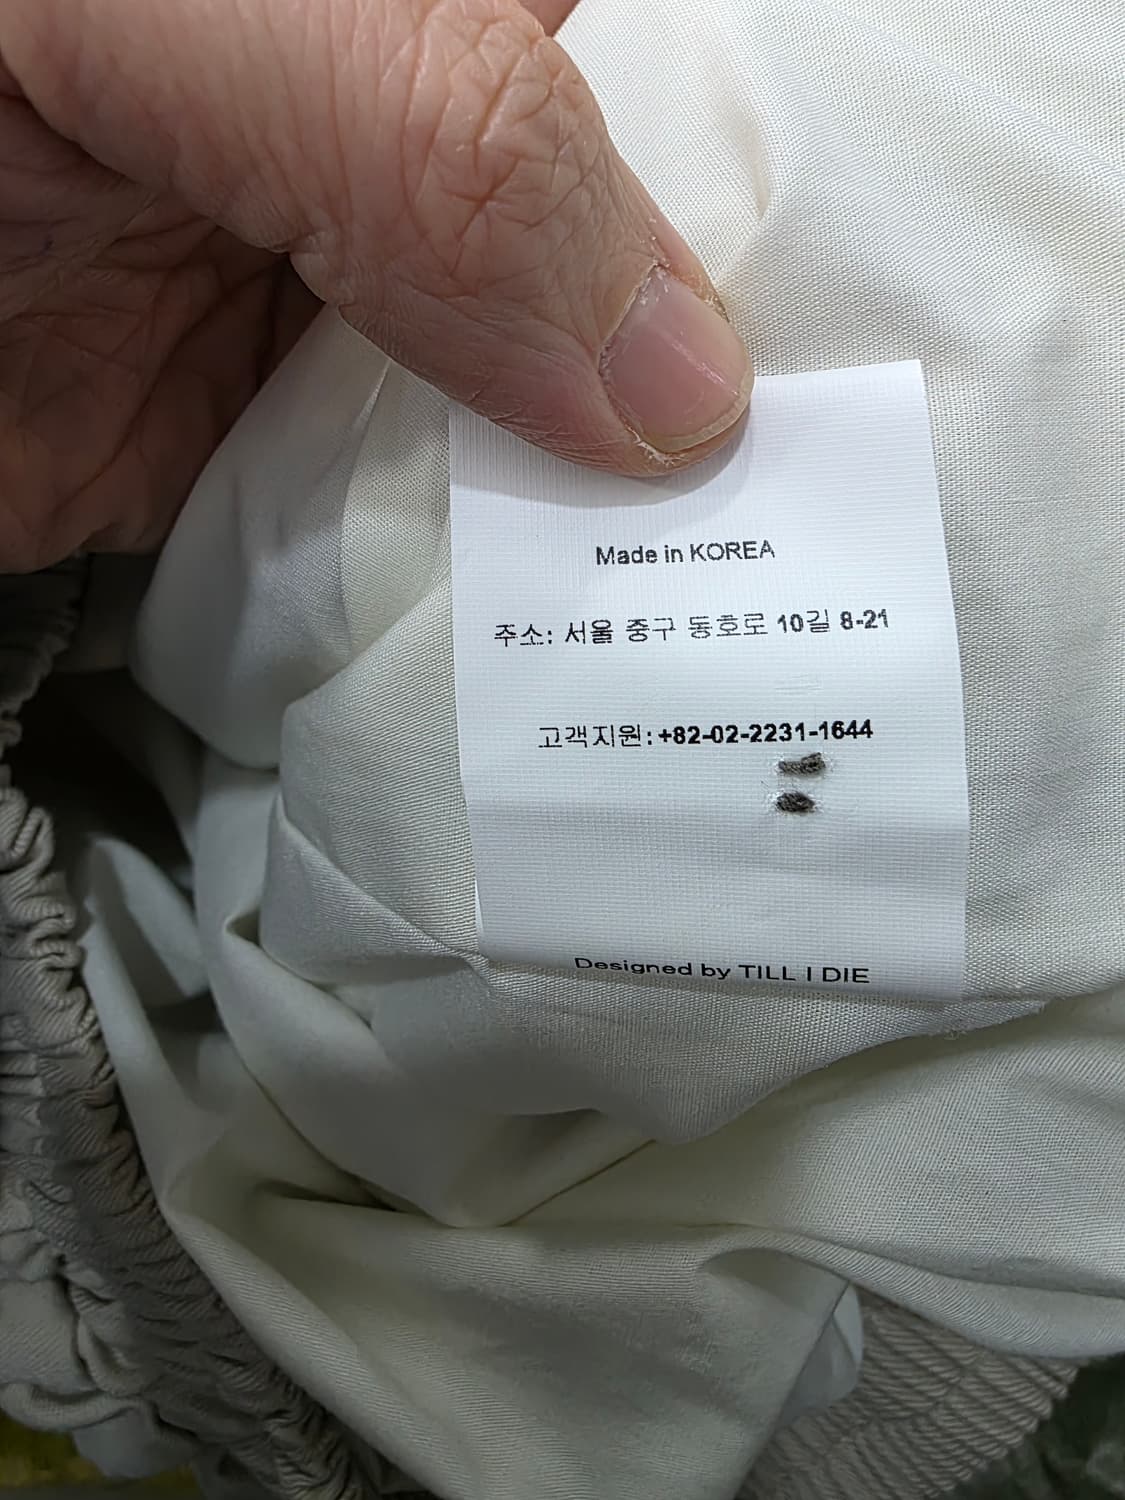 Made in KOREA
주소: 서울 중구 동호로 10길 8-21
고객지원: +82-02-2231-1644
Designed by TILL I DIE